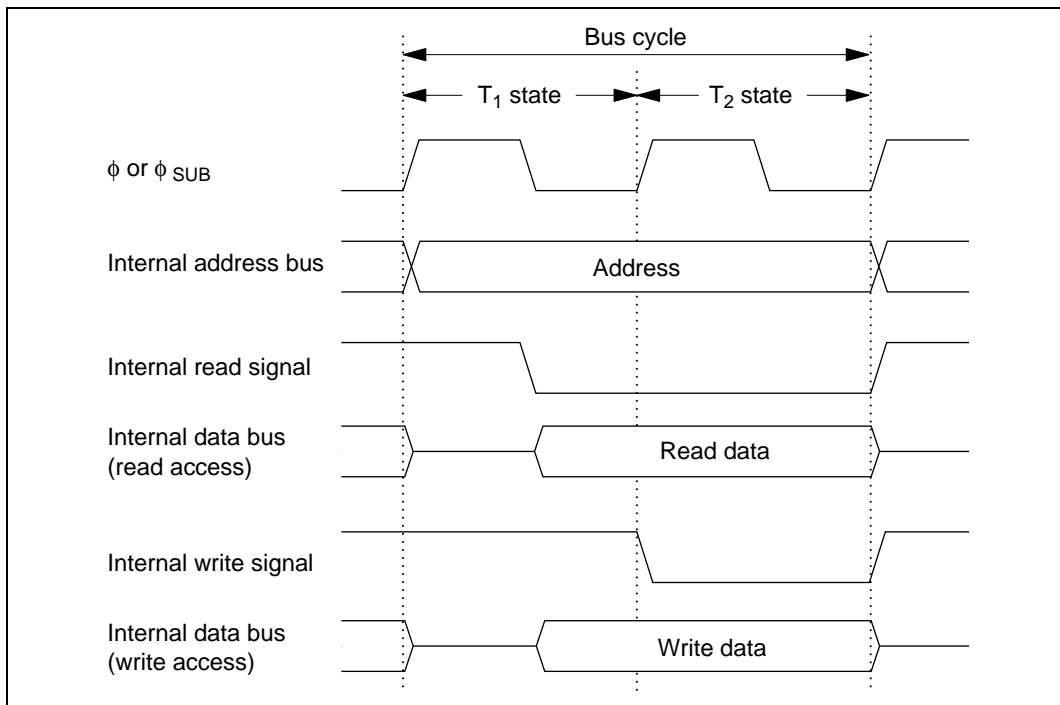 Bus cycle
T₁ state
T₂ state
ϕ or ϕ SUB
Internal address bus
Address
Internal read signal
Internal data bus
(read access)
Read data
Internal write signal
Internal data bus
(write access)
Write data